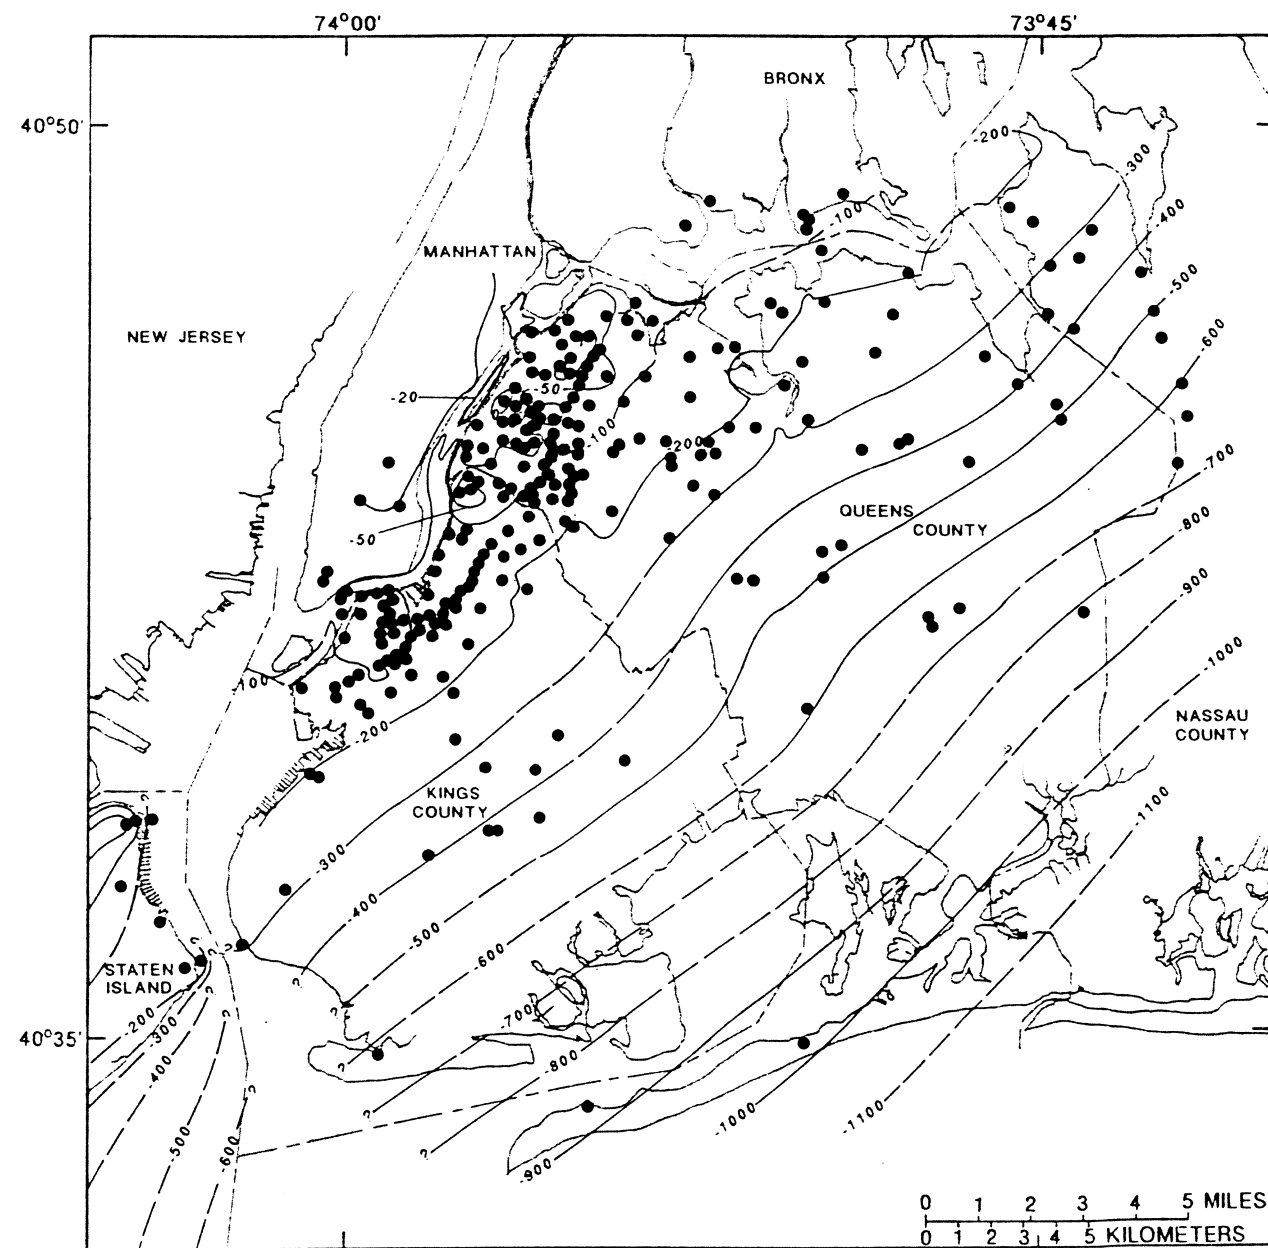 74°00'
73°45'
BRONX
40°50'
-200
-300
-100
-400
MANHATTAN
-500
NEW JERSEY
-600
-50
-20
-100
-200
-700
QUEENS
COUNTY
-800
-50
-900
-1000
-100
NASSAU
COUNTY
-200
KINGS
COUNTY
-1100
-300
-400
-500
-600
STATEN
ISLAND
-200
-300
-700
40°35'
-400
-800
-500
-600
-1000
-1100
-900
0 1 2 3 4 5 MILES
0 1 2 3 4 5 KILOMETERS